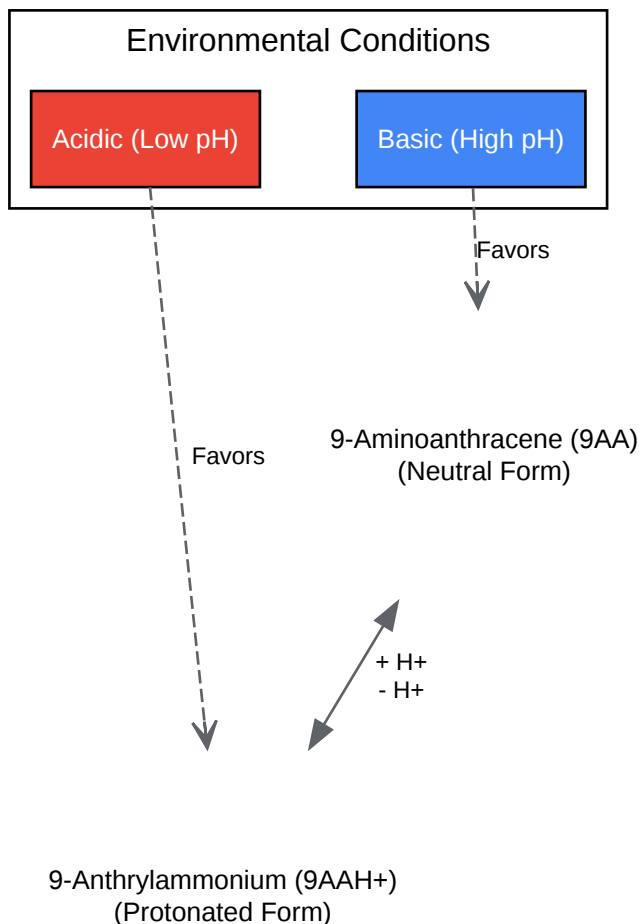 Environmental Conditions
Acidic (Low pH)
Basic (High pH)
Favors
9-Aminoanthracene (9AA)
(Neutral Form)
Favors
+ H+
- H+
9-Anthrylammonium (9AAH+)
(Protonated Form)